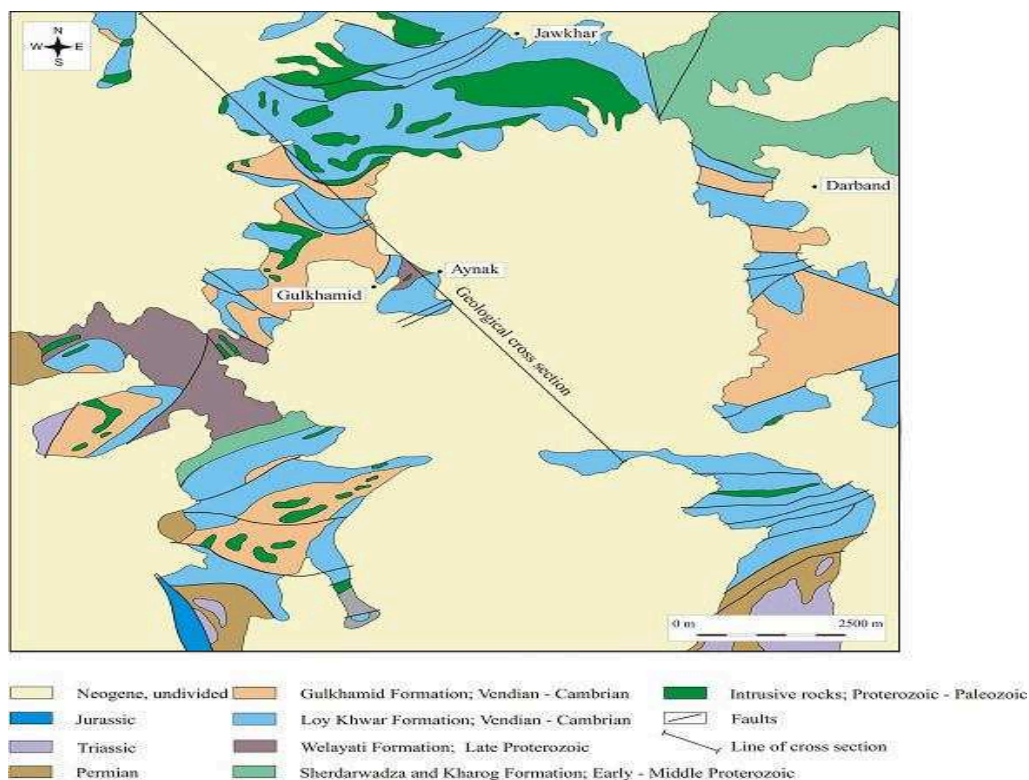 N
W E
S
Jawkhar
Darband
Aynak
Gulkhamid
Geological cross section
0 m 2500 m
Neogene, undivided
Jurassic
Triassic
Permian
Gulkhamid Formation; Vendian - Cambrian
Loy Khwar Formation; Vendian - Cambrian
Welayati Formation; Late Proterozoic
Sherdarwadza and Kharog Formation; Early - Middle Proterozoic
Intrusive rocks; Proterozoic - Paleozoic
Faults
Line of cross section